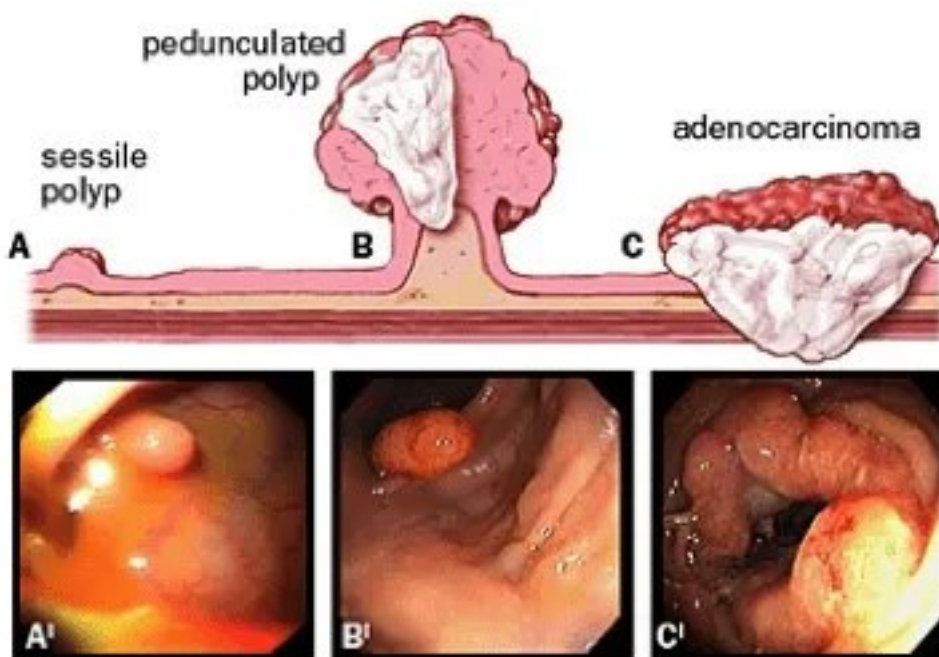 pedunculated
polyp
adenocarcinoma
sessile
polyp
A
B
C
A'
B'
C'